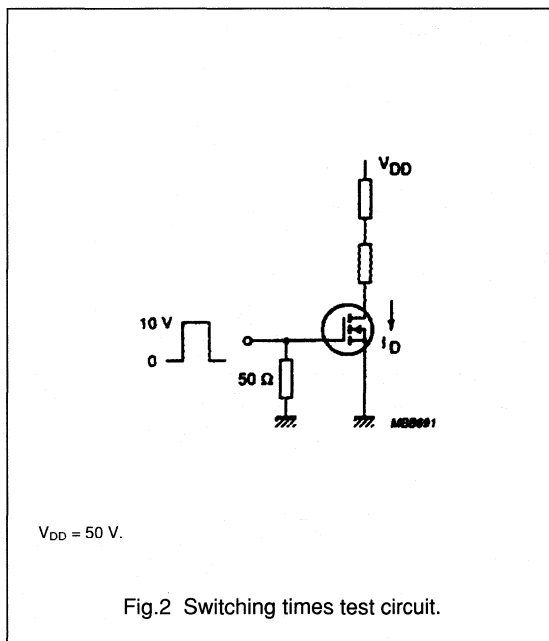 V_DD
10 V
0
50 Ω
I_D
MBB691
V_DD = 50 V.
Fig.2 Switching times test circuit.